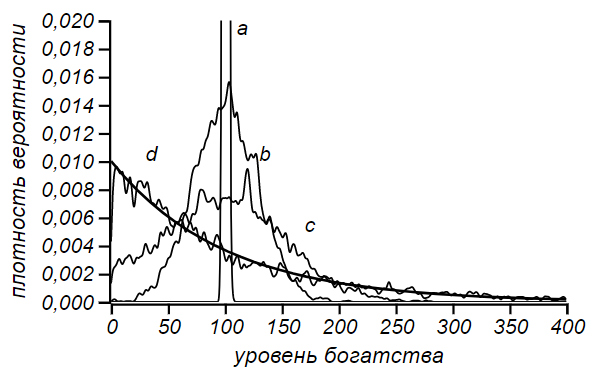 плотность вероятности
0,020
0,018
0,016
0,014
0,012
0,010
0,008
0,006
0,004
0,002
0,000
a
b
c
d
0 50 100 150 200 250 300 350 400
уровень богатства